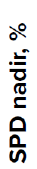 SPD nadir, %